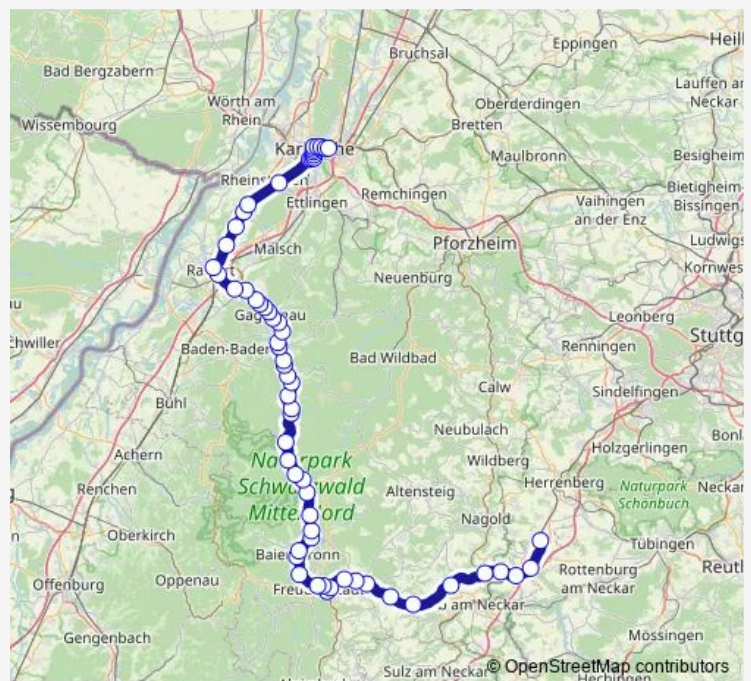 Eppingen
Heil
Bruchsal
Bad Bergzabern
Lauffen
Neckar
Wörth am
Rhein
Oberderdingen
Wissembourg
Bretten
Maulbronn
Besigheim
Remchingen
Bietigheim-
Bissingen
Ettlingen
Vaihingen
an der Enz
Ludwigs
Malsch
Pforzheim
Kornwes
Neuenburg
Leonberg
Stuttg
Renningen
Baden-Baden
Bad Wildbad
Calw
Sindelfingen
Bühl
Neubulach
Holzgerlingen
Achern
Wildberg
Herrenberg
Naturpark
Schönbuch
Renchen
Altensteig
Nagold
Oberkirch
Tübingen
Rottenburg
am Neckar
Reutl
Offenburg
Oppenau
am Neckar
Gengenbach
Mössingen
Sulz am Neckar
© OpenStreetMap contributors